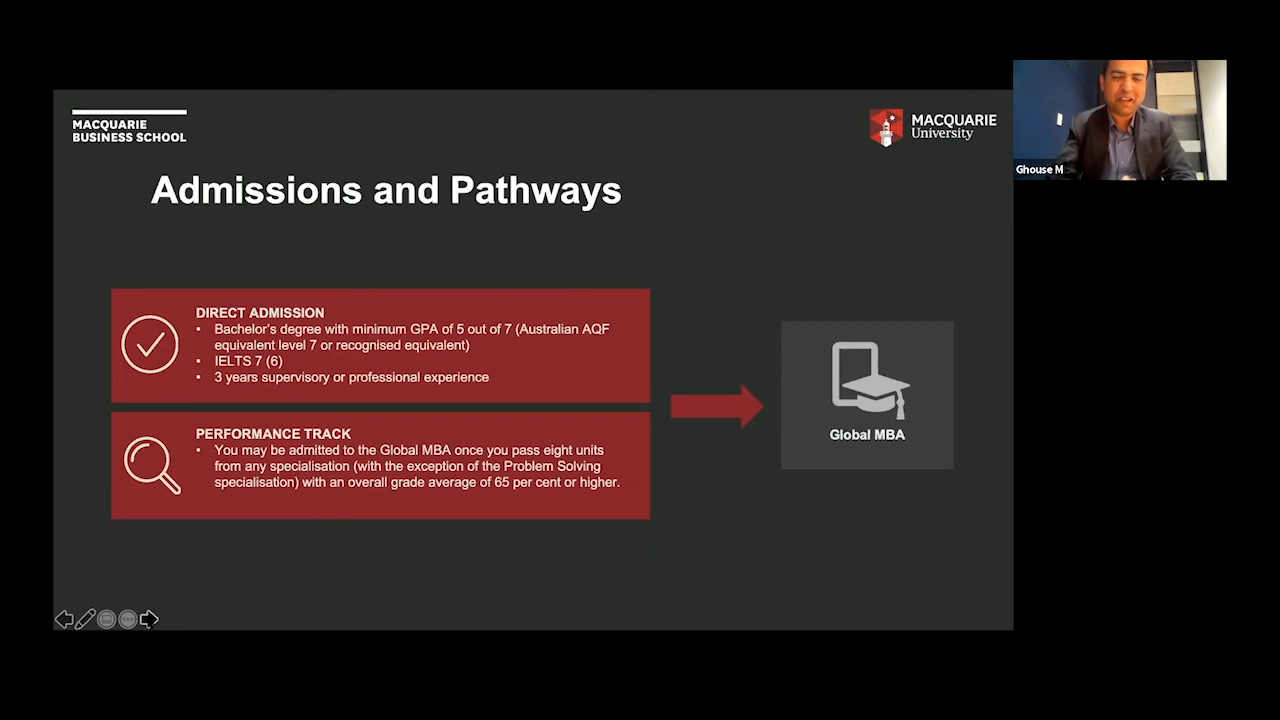 MACQUARIE
BUSINESS SCHOOL
MACQUARIE
University
Ghouse M
Admissions and Pathways
DIRECT ADMISSION
• Bachelor's degree with minimum GPA of 5 out of 7 (Australian AQF
equivalent level 7 or recognised equivalent)
• IELTS 7 (6)
• 3 years supervisory or professional experience
PERFORMANCE TRACK
• You may be admitted to the Global MBA once you pass eight units
from any specialisation (with the exception of the Problem Solving
specialisation) with an overall grade average of 65 per cent or higher.
Global MBA